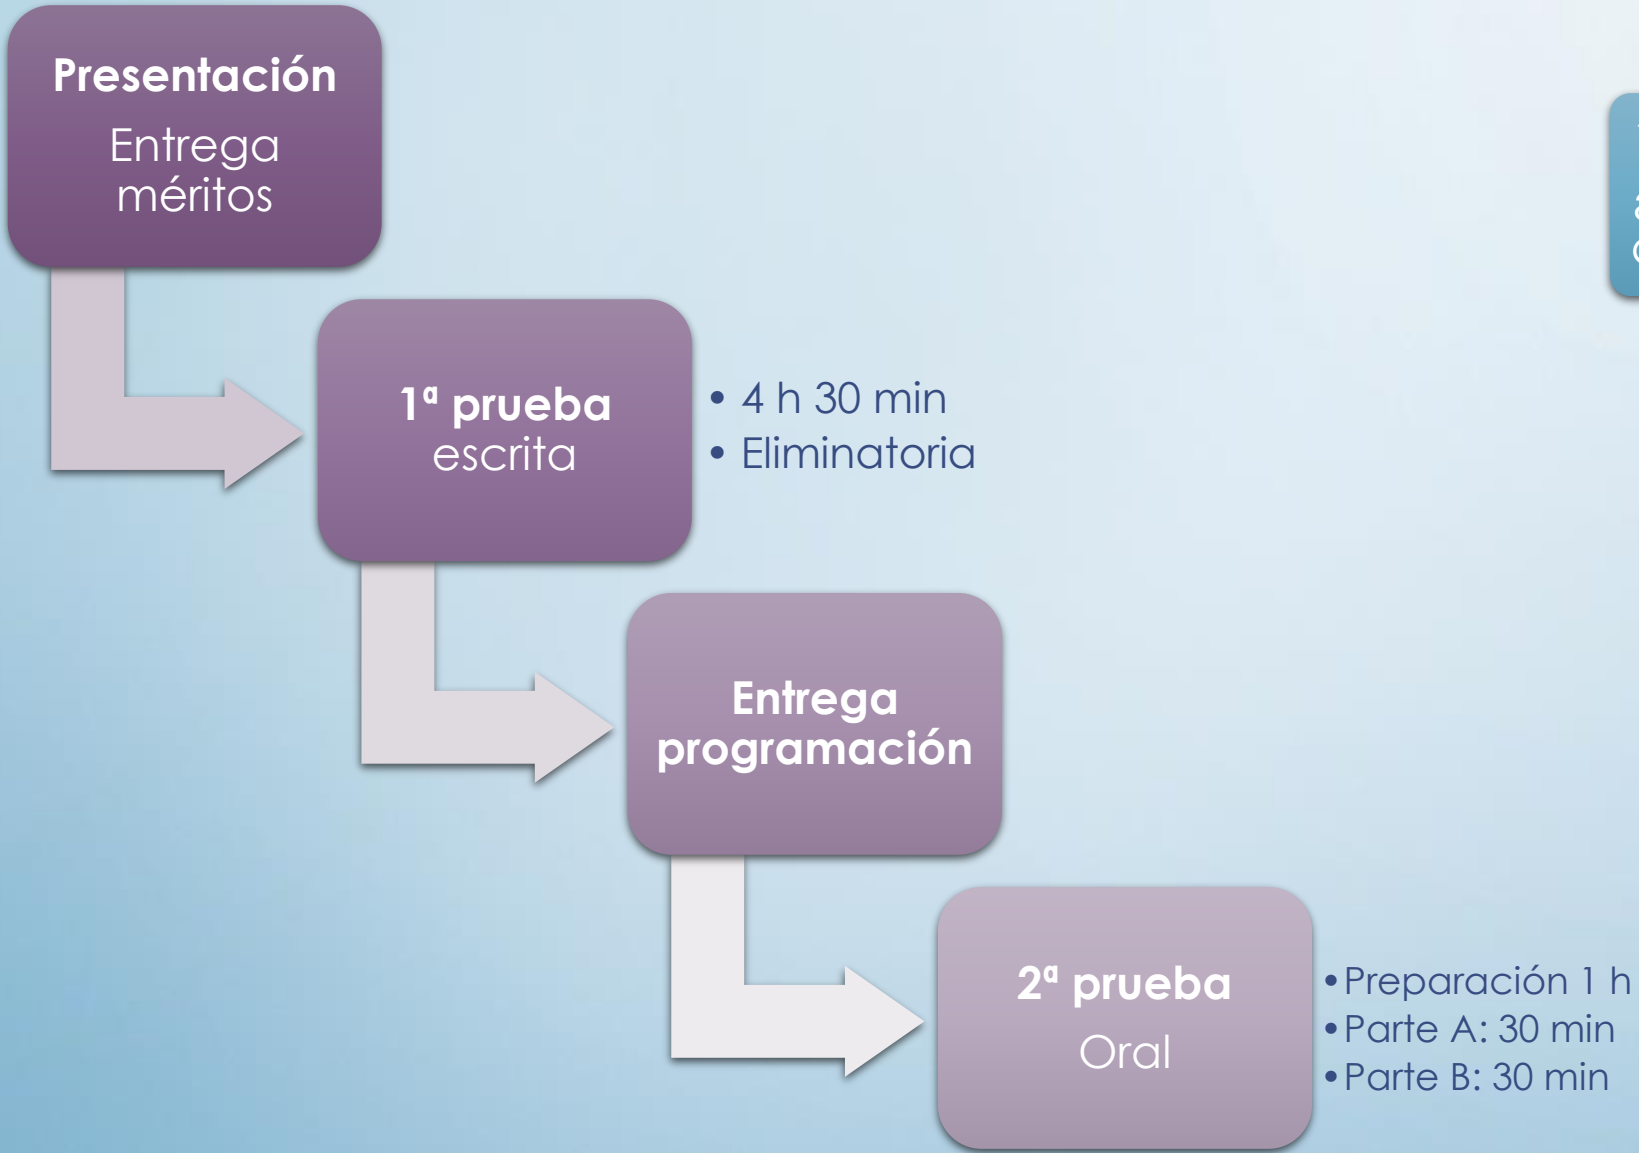 Presentación
Entrega
méritos
1ª prueba
escrita
• 4 h 30 min
• Eliminatoria
Entrega
programación
2ª prueba
Oral
• Preparación 1 h
• Parte A: 30 min
• Parte B: 30 min